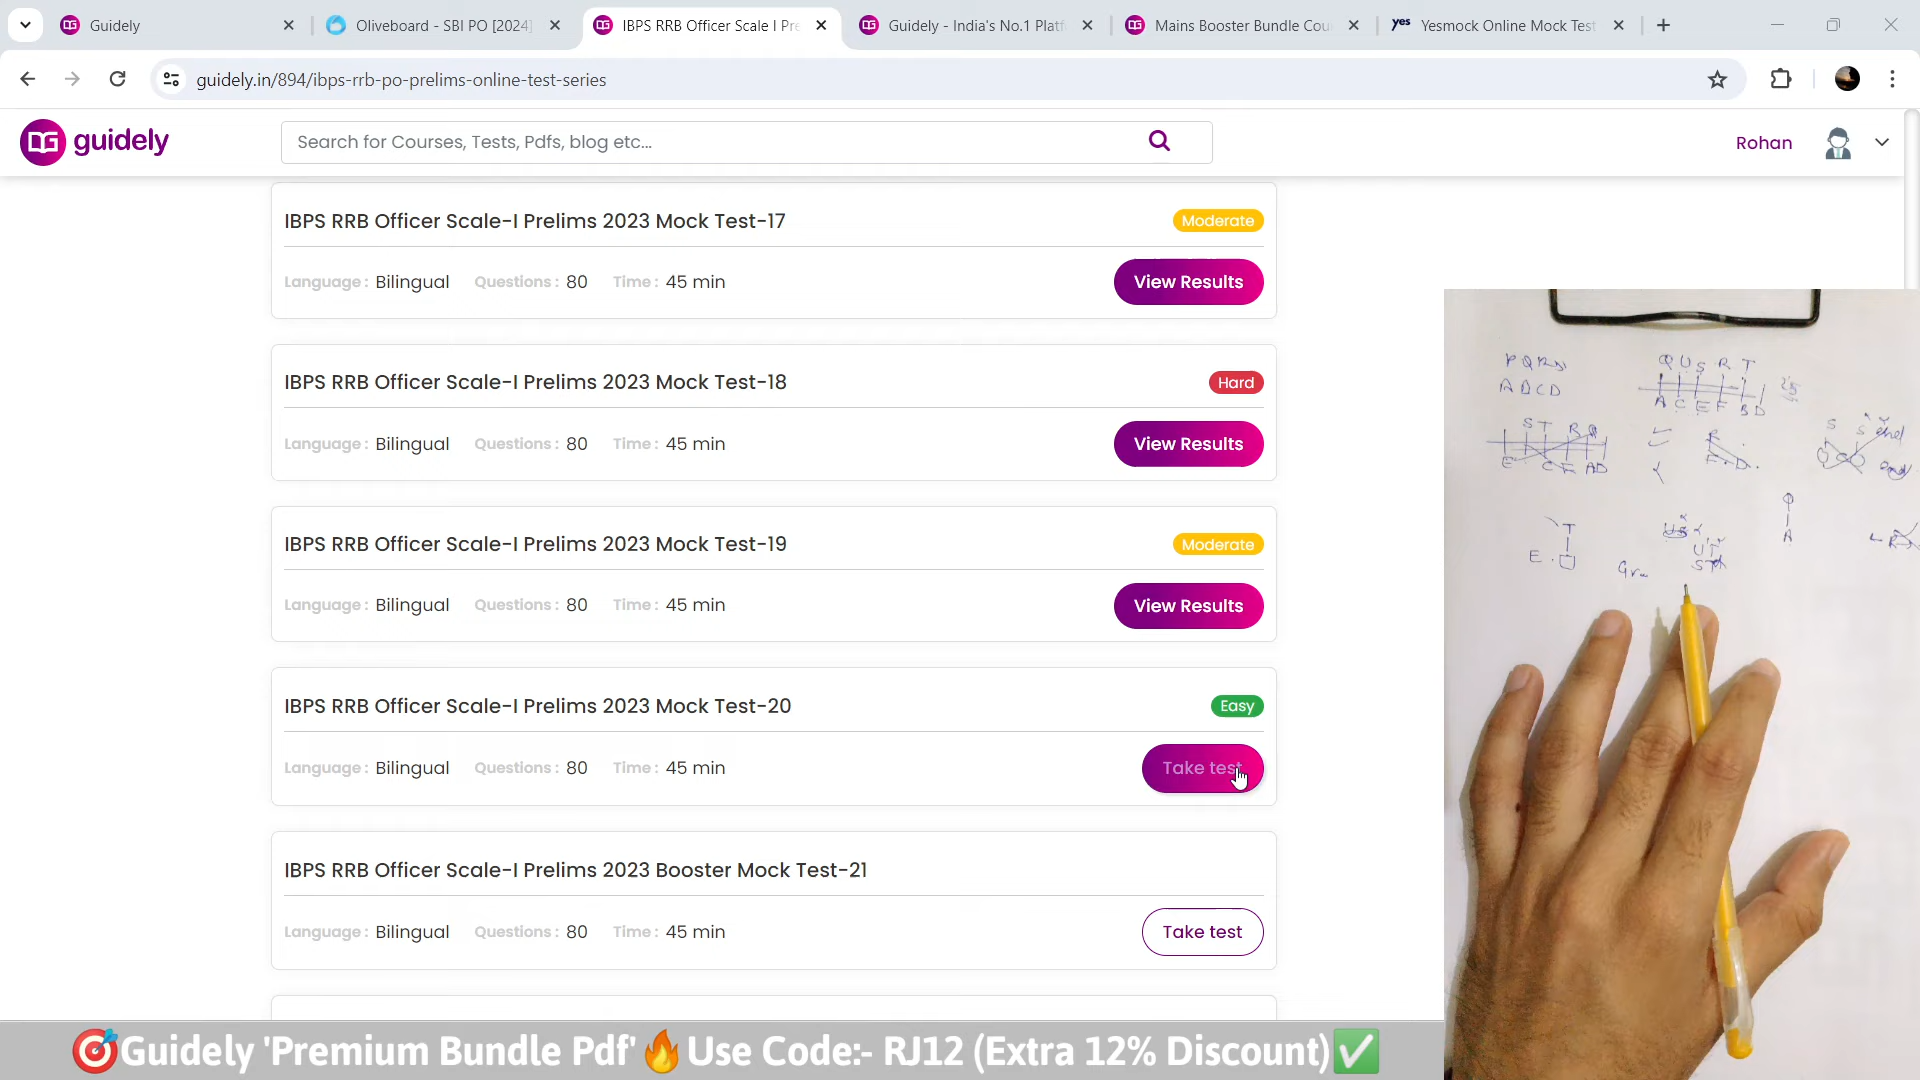 Guidely
Oliveboard - SBI PO [2024]
IBPS RRB Officer Scale I Pre
Guidely - India's No.1 Platf
Mains Booster Bundle Cou
yes Yesmock Online Mock Test
guidely.in/894/ibps-rrb-po-prelims-online-test-series
guidely
Search for Courses, Tests, Pdfs, blog etc...
Rohan
IBPS RRB Officer Scale-I Prelims 2023 Mock Test-17
Moderate
Language : Bilingual Questions : 80 Time : 45 min
View Results
IBPS RRB Officer Scale-I Prelims 2023 Mock Test-18
Hard
Language : Bilingual Questions : 80 Time : 45 min
View Results
IBPS RRB Officer Scale-I Prelims 2023 Mock Test-19
Moderate
Language : Bilingual Questions : 80 Time : 45 min
View Results
IBPS RRB Officer Scale-I Prelims 2023 Mock Test-20
Easy
Language : Bilingual Questions : 80 Time : 45 min
Take test
IBPS RRB Officer Scale-I Prelims 2023 Booster Mock Test-21
Language : Bilingual Questions : 80 Time : 45 min
Take test
P Q R S
A B C D
Q U S R T
A C E F B D
S T R Q
E C F A D
🎯Guidely 'Premium Bundle Pdf'🔥Use Code:- RJ12 (Extra 12% Discount)✅